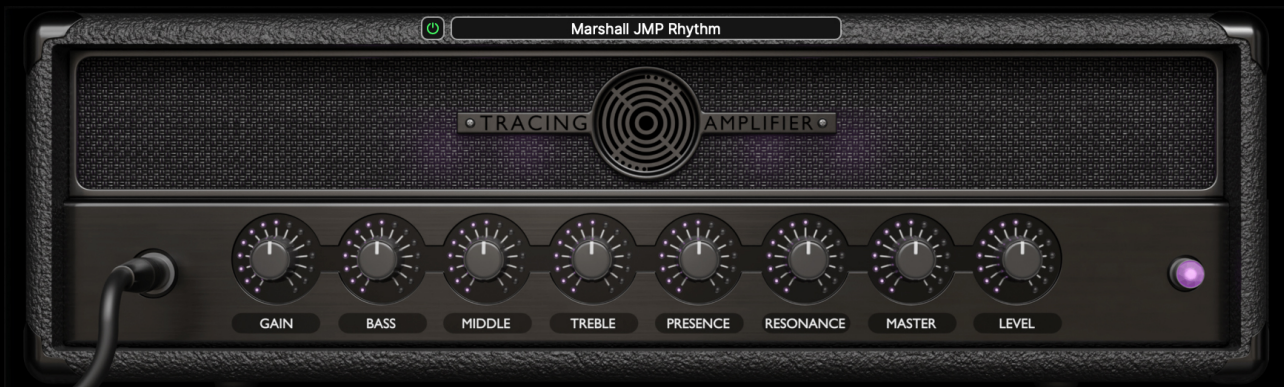 Marshall JMP Rhythm
TRACING AMPLIFIER
GAIN BASS MIDDLE TREBLE PRESENCE RESONANCE MASTER LEVEL